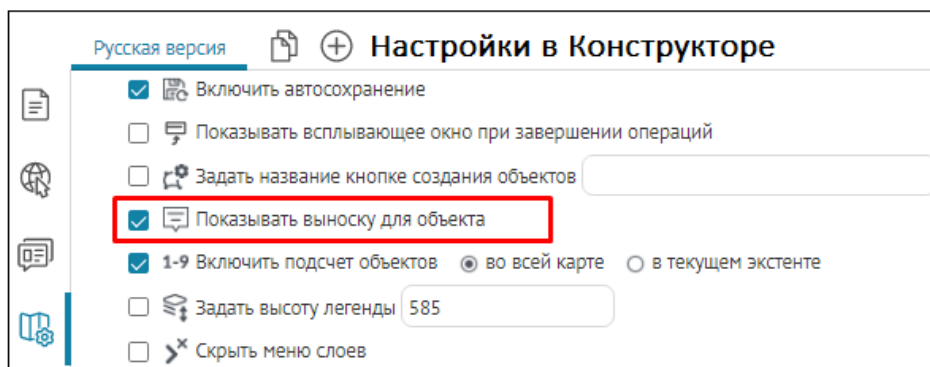 Русская версия Настройки в Конструкторе
Включить автосохранение
Показывать всплывающее окно при завершении операций
Задать название кнопке создания объектов
Показывать выноску для объекта
1-9 Включить подсчет объектов во всей карте в текущем экстенте
Задать высоту легенды 585
Скрыть меню слоев